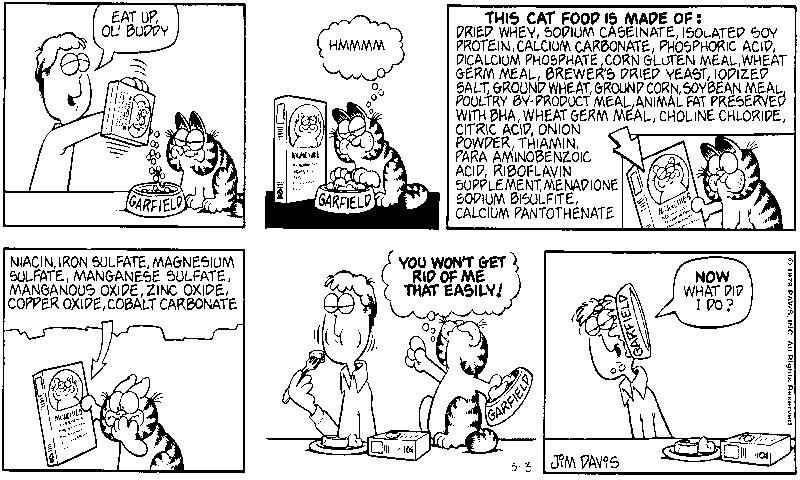 EAT UP,
OL' BUDDY
GARFIELD
HMMMM
GARFIELD
THIS CAT FOOD IS MADE OF:
DRIED WHEY, SODIUM CASEINATE, ISOLATED SOY
PROTEIN, CALCIUM CARBONATE, PHOSPHORIC ACID,
DICALCIUM PHOSPHATE, CORN GLUTEN MEAL, WHEAT
GERM MEAL, BREWER'S DRIED YEAST, IODIZED
SALT, GROUND WHEAT, GROUND CORN, SOYBEAN MEAL,
POULTRY BY-PRODUCT MEAL, ANIMAL FAT PRESERVED
WITH BHA, WHEAT GERM MEAL, CHOLINE CHLORIDE,
CITRIC ACID, ONION
POWDER, THIAMIN,
PARA AMINOBENZOIC
ACID, RIBOFLAVIN
SUPPLEMENT, MENADIONE
SODIUM BISULFITE,
CALCIUM PANTOTHENATE
NIACIN, IRON SULFATE, MAGNESIUM
SULFATE, MANGANESE SULFATE,
MANGANOUS OXIDE, ZINC OXIDE,
COPPER OXIDE, COBALT CARBONATE
YOU WON'T GET
RID OF ME
THAT EASILY!
GARFIELD
NOW
WHAT DID
I DO?
GARFIELD
JIM DAVIS
PAWS, INC. All Rights Reserved